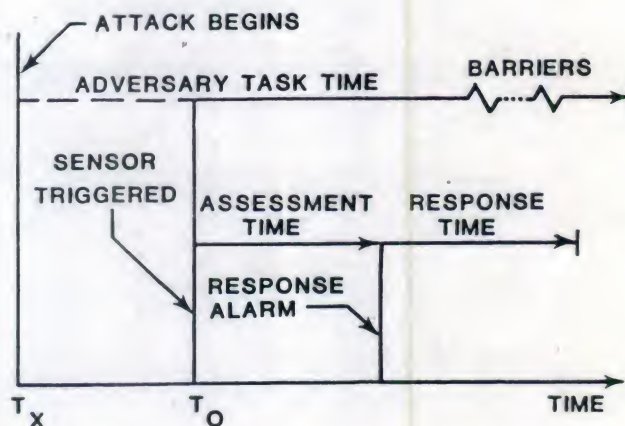 ATTACK BEGINS
ADVERSARY TASK TIME
BARRIERS
SENSOR
TRIGGERED
ASSESSMENT
TIME
RESPONSE
TIME
RESPONSE
ALARM
TX
TO
TIME